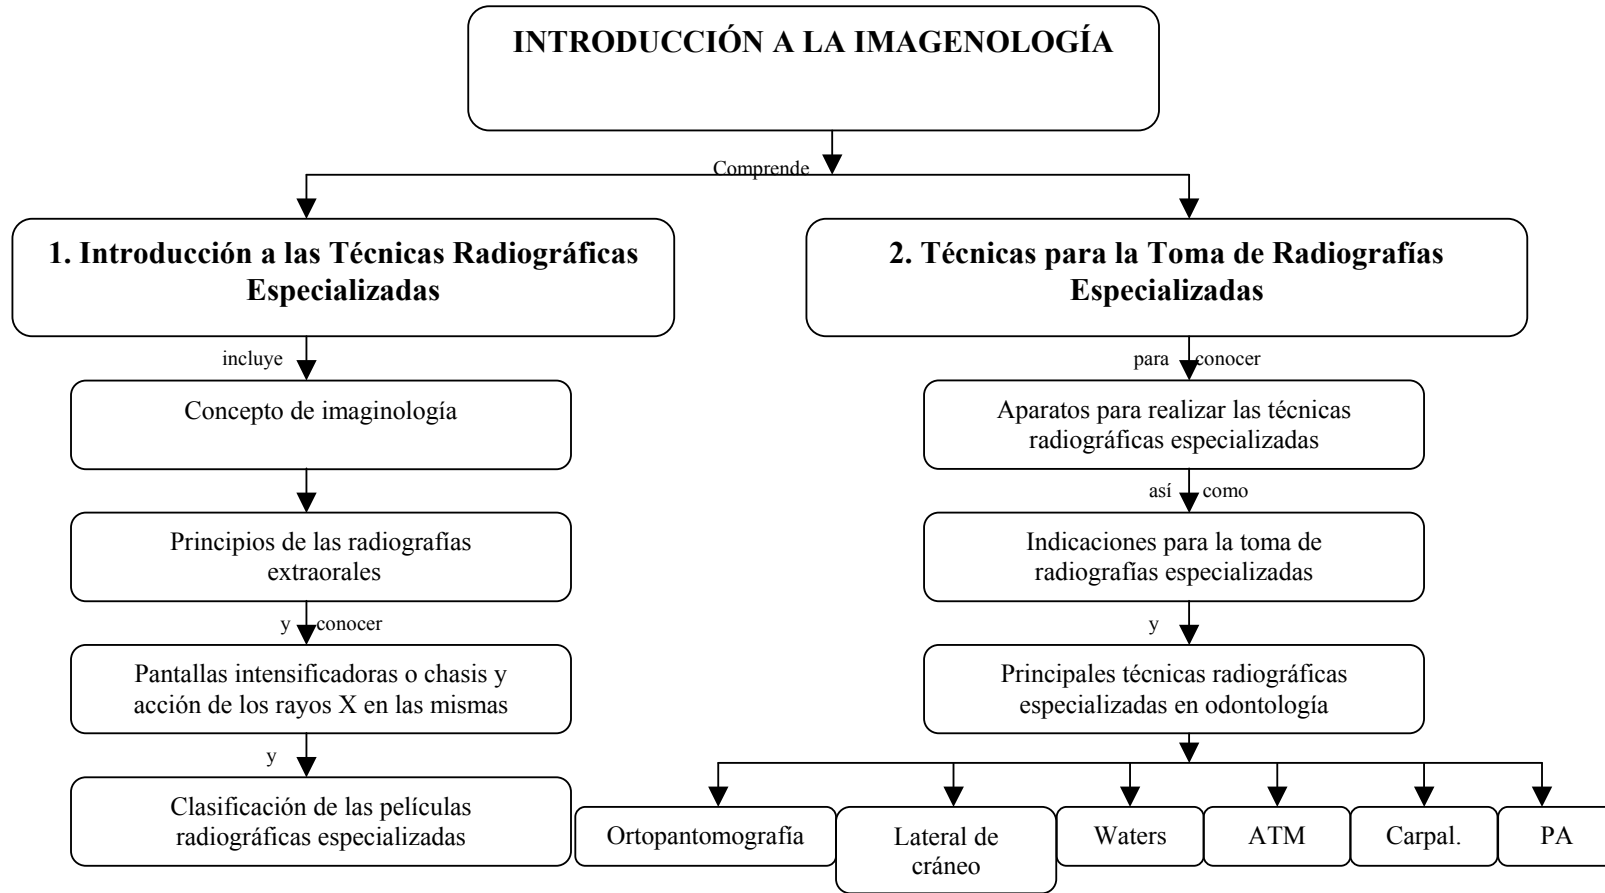 INTRODUCCIÓN A LA IMAGENOLOGÍA
Comprende
1. Introducción a las Técnicas Radiográficas
Especializadas
2. Técnicas para la Toma de Radiografías
Especializadas
incluye
para conocer
Concepto de imaginología
Aparatos para realizar las técnicas
radiográficas especializadas
así como
Principios de las radiografías
extraorales
Indicaciones para la toma de
radiografías especializadas
y conocer
y
Pantallas intensificadoras o chasis y
acción de los rayos X en las mismas
Principales técnicas radiográficas
especializadas en odontología
y
Clasificación de las películas
radiográficas especializadas
Ortopantomografía
Lateral de
cráneo
Waters
ATM
Carpal.
PA